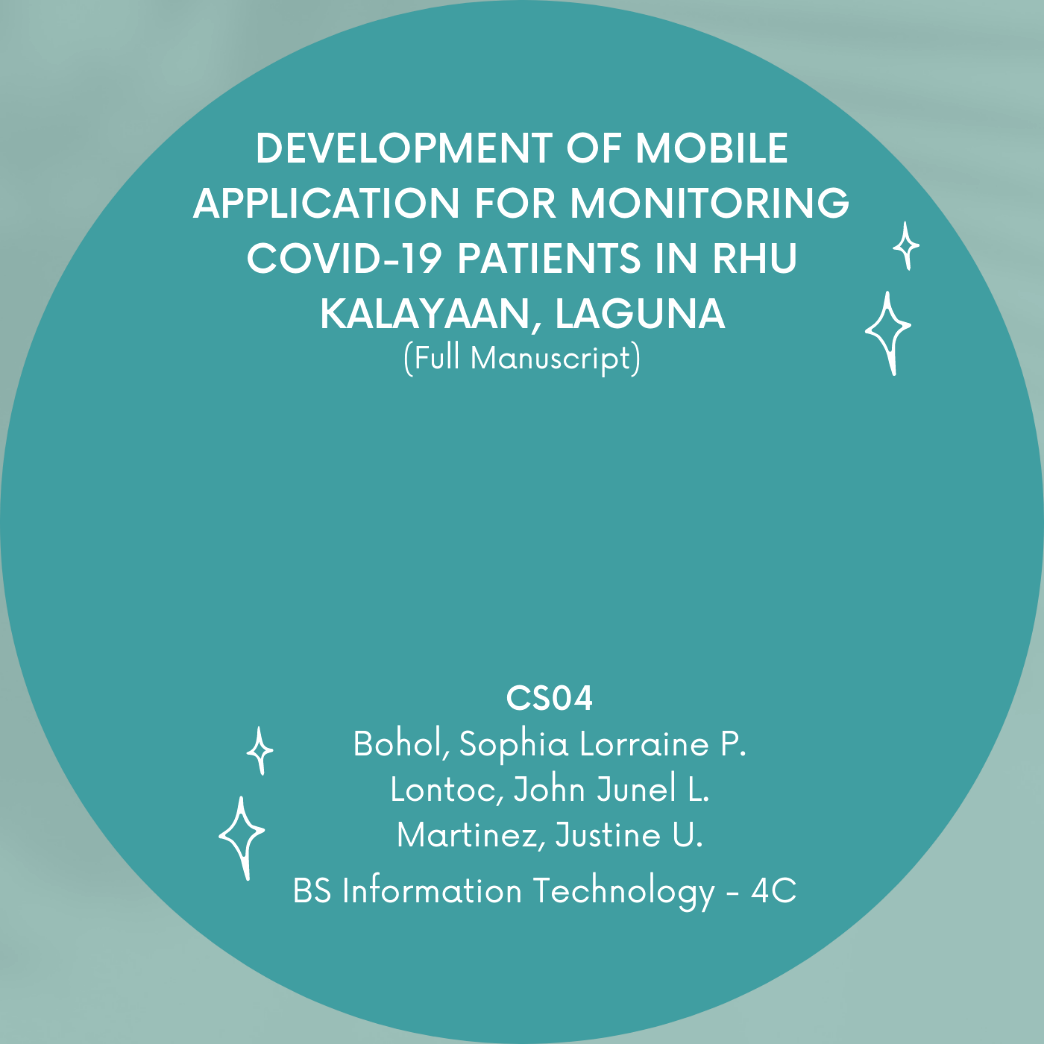 DEVELOPMENT OF MOBILE
APPLICATION FOR MONITORING
COVID-19 PATIENTS IN RHU
KALAYAAN, LAGUNA
(Full Manuscript)
CS04
Bohol, Sophia Lorraine P.
Lontoc, John Junel L.
Martinez, Justine U.
BS Information Technology - 4C